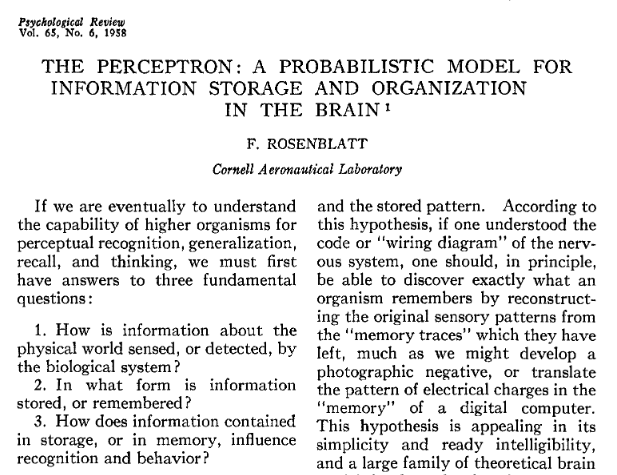 Psychological Review
Vol. 65, No. 6, 1958
THE PERCEPTRON: A PROBABILISTIC MODEL FOR
INFORMATION STORAGE AND ORGANIZATION
IN THE BRAIN 1
F. ROSENBLATT
Cornell Aeronautical Laboratory
If we are eventually to understand
the capability of higher organisms for
perceptual recognition, generalization,
recall, and thinking, we must first
have answers to three fundamental
questions:
1. How is information about the
physical world sensed, or detected, by
the biological system?
2. In what form is information
stored, or remembered?
3. How does information contained
in storage, or in memory, influence
recognition and behavior?
and the stored pattern. According to
this hypothesis, if one understood the
code or "wiring diagram" of the nerv-
ous system, one should, in principle,
be able to discover exactly what an
organism remembers by reconstruct-
ing the original sensory patterns from
the "memory traces" which they have
left, much as we might develop a
photographic negative, or translate
the pattern of electrical charges in the
"memory" of a digital computer.
This hypothesis is appealing in its
simplicity and ready intelligibility,
and a large family of theoretical brain